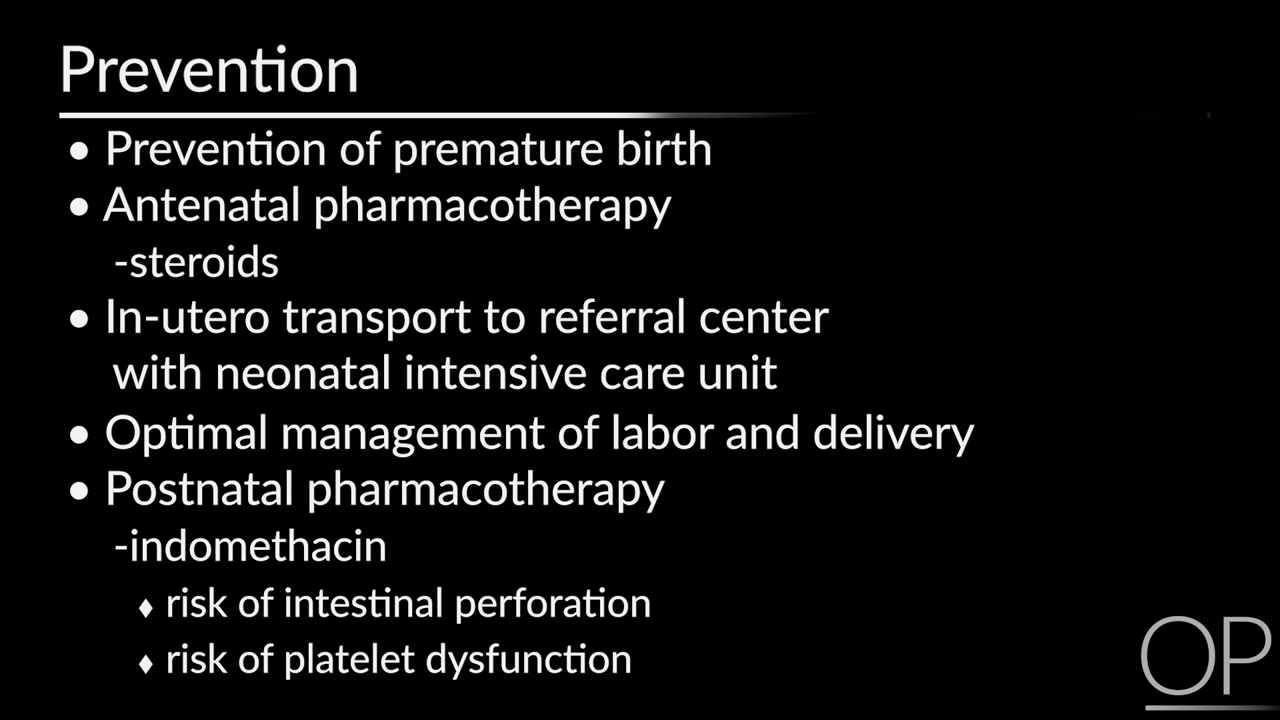 Prevention
• Prevention of premature birth
• Antenatal pharmacotherapy
-steroids
• In-utero transport to referral center
with neonatal intensive care unit
• Optimal management of labor and delivery
• Postnatal pharmacotherapy
-indomethacin
♦ risk of intestinal perforation
♦ risk of platelet dysfunction
OP